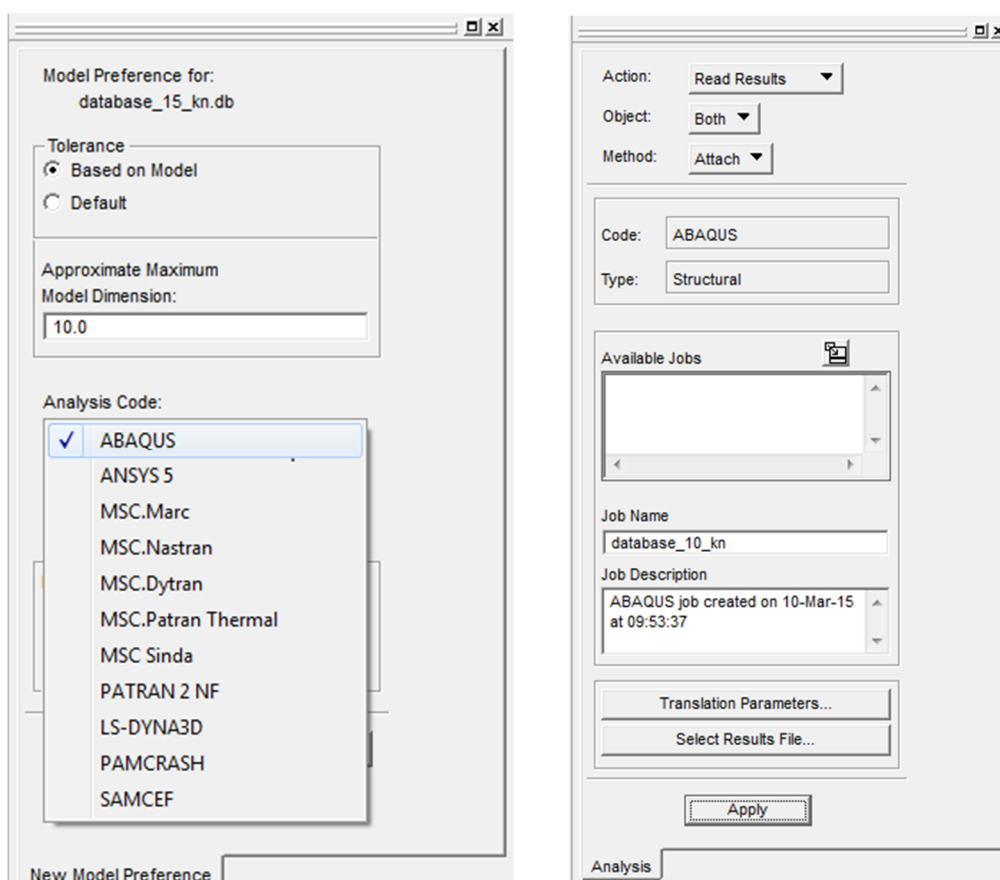 Model Preference for:
database_15_kn.db
Tolerance
Based on Model
Default
Approximate Maximum
Model Dimension:
10.0
Analysis Code:
ABAQUS
ANSYS 5
MSC.Marc
MSC.Nastran
MSC.Dytran
MSC.Patran Thermal
MSC Sinda
PATRAN 2 NF
LS-DYNA3D
PAMCRASH
SAMCEF
New Model Preference
Action: Read Results
Object: Both
Method: Attach
Code: ABAQUS
Type: Structural
Available Jobs
Job Name
database_10_kn
Job Description
ABAQUS job created on 10-Mar-15
at 09:53:37
Translation Parameters...
Select Results File...
Apply
Analysis